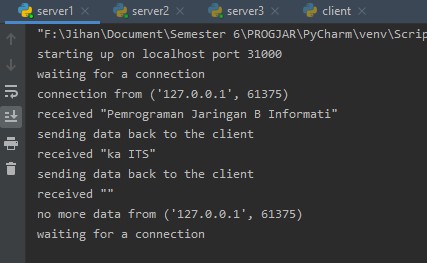 server1 server2 server3 client
"F:\Jihan\Document\Semester 6\PROGJAR\PyCharm\venv\Scrip
starting up on localhost port 31000
waiting for a connection
connection from ('127.0.0.1', 61375)
received "Pemrograman Jaringan B Informati"
sending data back to the client
received "ka ITS"
sending data back to the client
received ""
no more data from ('127.0.0.1', 61375)
waiting for a connection